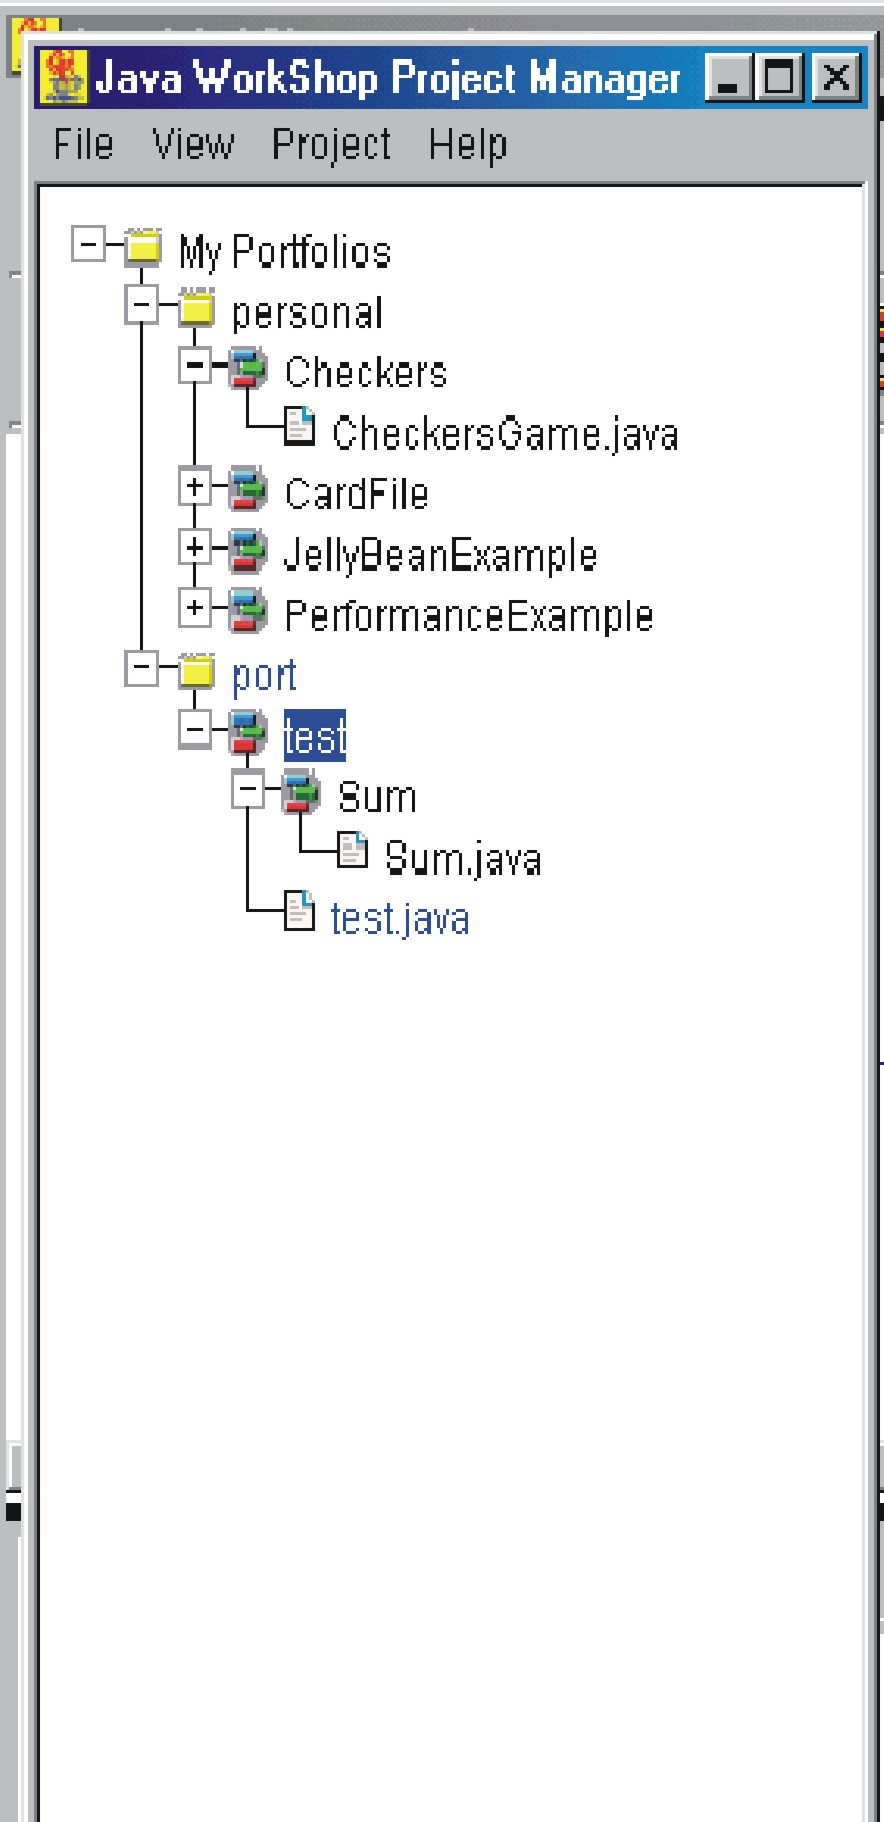 Java WorkShop Project Manager
File View Project Help
My Portfolios
personal
Checkers
CheckersGame.java
CardFile
JellyBeanExample
PerformanceExample
port
test
Sum
Sum.java
test.java